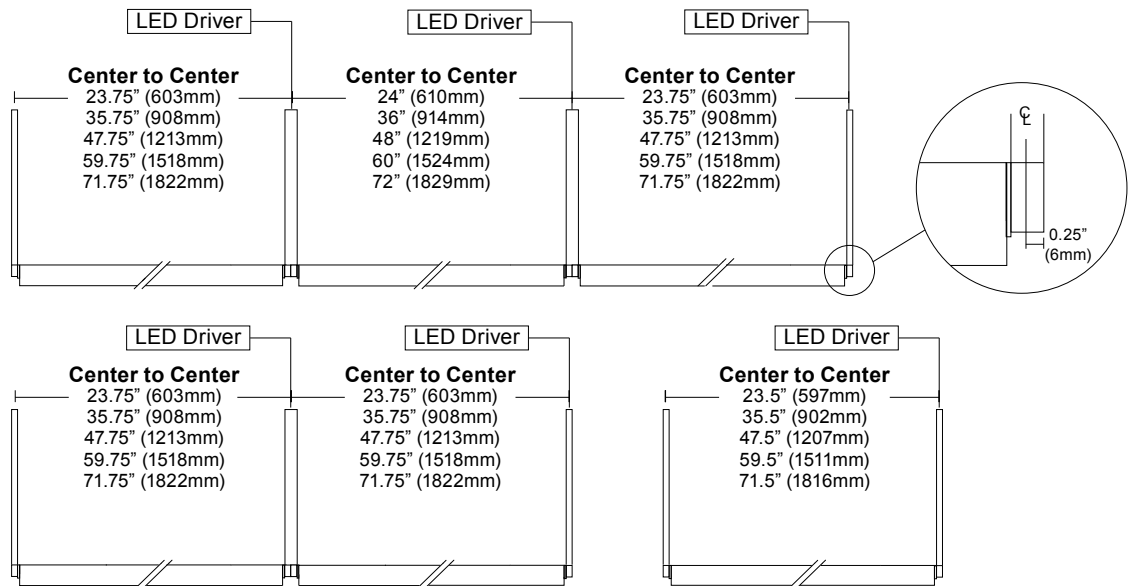 LED Driver
Center to Center
23.75” (603mm)
35.75” (908mm)
47.75” (1213mm)
59.75” (1518mm)
71.75” (1822mm)
LED Driver
Center to Center
24” (610mm)
36” (914mm)
48” (1219mm)
60” (1524mm)
72” (1829mm)
LED Driver
Center to Center
23.75” (603mm)
35.75” (908mm)
47.75” (1213mm)
59.75” (1518mm)
71.75” (1822mm)
℄
0.25”
(6mm)
LED Driver
Center to Center
23.75” (603mm)
35.75” (908mm)
47.75” (1213mm)
59.75” (1518mm)
71.75” (1822mm)
LED Driver
Center to Center
23.75” (603mm)
35.75” (908mm)
47.75” (1213mm)
59.75” (1518mm)
71.75” (1822mm)
LED Driver
Center to Center
23.5” (597mm)
35.5” (902mm)
47.5” (1207mm)
59.5” (1511mm)
71.5” (1816mm)